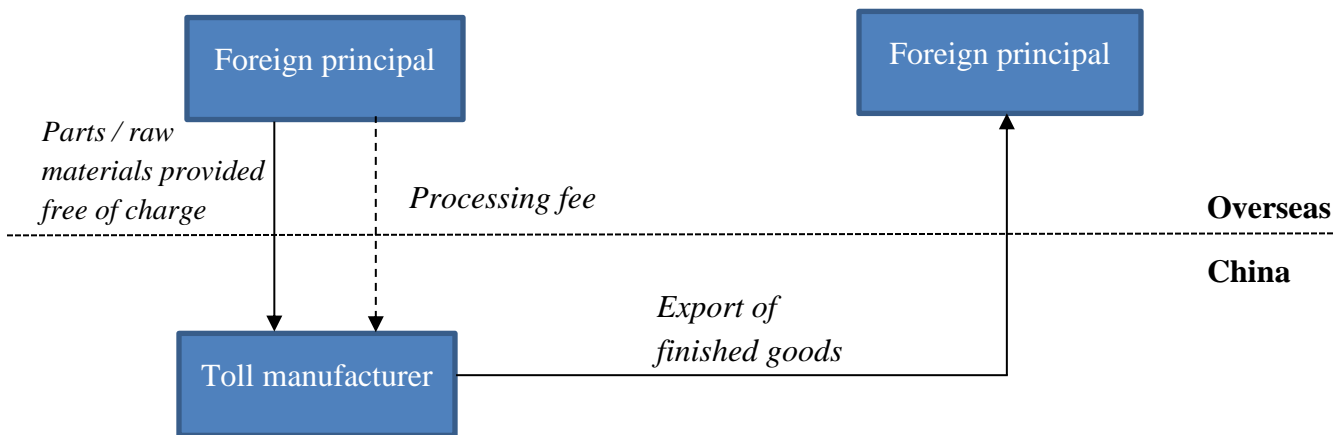 Foreign principal
Foreign principal
Parts / raw
materials provided
free of charge
Processing fee
Overseas
China
Export of
finished goods
Toll manufacturer